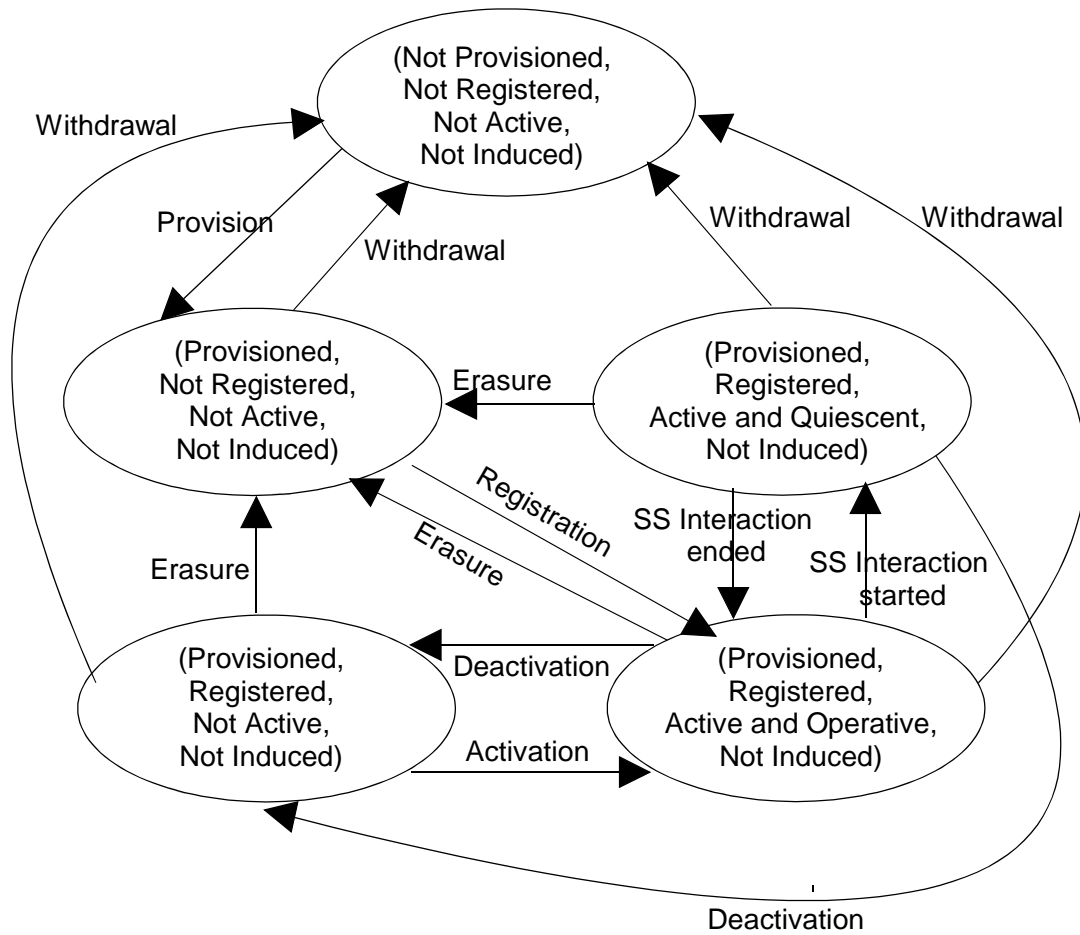 (Not Provisioned,
Not Registered,
Not Active,
Not Induced)
Withdrawal
Provision
Withdrawal
Withdrawal
Withdrawal
(Provisioned,
Not Registered,
Not Active,
Not Induced)
Erasure
(Provisioned,
Registered,
Active and Quiescent,
Not Induced)
Registration
Erasure
SS Interaction
ended
SS Interaction
started
Erasure
(Provisioned,
Registered,
Not Active,
Not Induced)
Deactivation
Activation
(Provisioned,
Registered,
Active and Operative,
Not Induced)
Deactivation